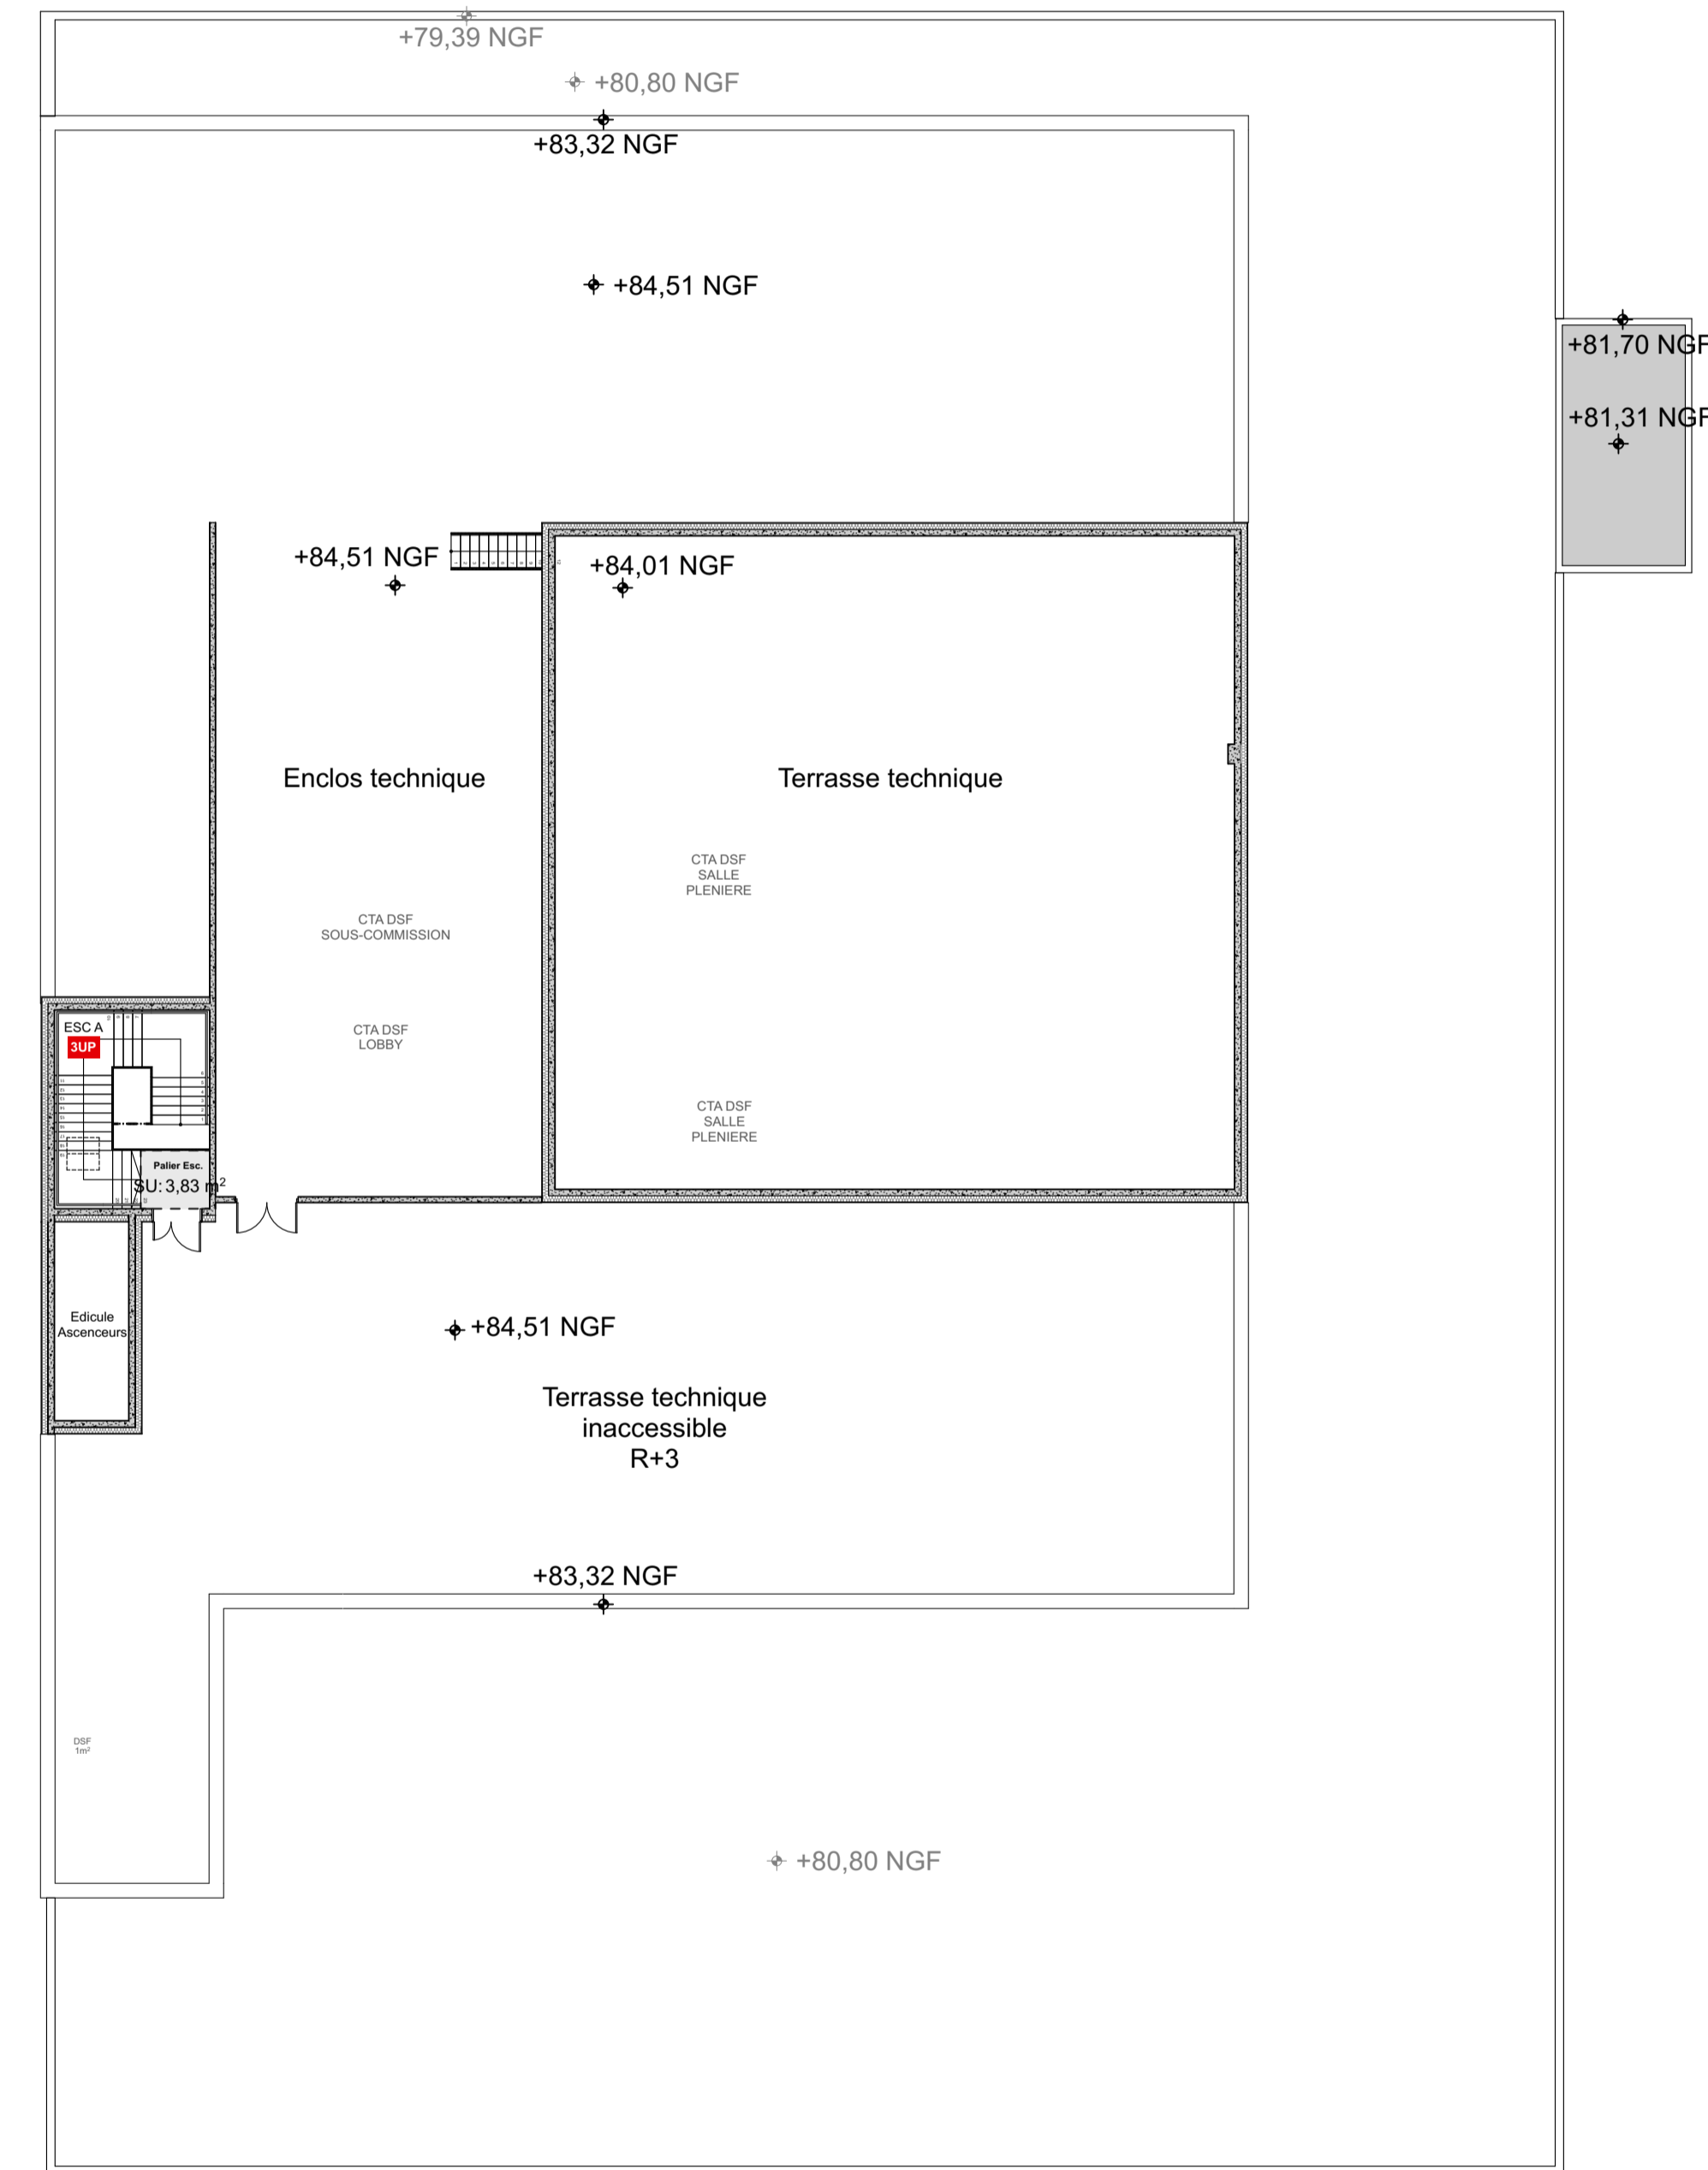 +79,39 NGF
+80,80 NGF
+83,32 NGF
+84,51 NGF
+81,70 NGF
+81,31 NGF
+84,51 NGF
+84,01 NGF
Enclos technique
Terrasse technique
CTA DSF
SALLE
PLENIERE
CTA DSF
SOUS-COMMISSION
CTA DSF
LOBBY
ESC A
3UP
CTA DSF
SALLE
PLENIERE
Palier Esc.
SU: 3,83 m²
Edicule
Ascenceurs
+84,51 NGF
Terrasse technique
inaccessible
R+3
+83,32 NGF
DSF
1m²
+80,80 NGF